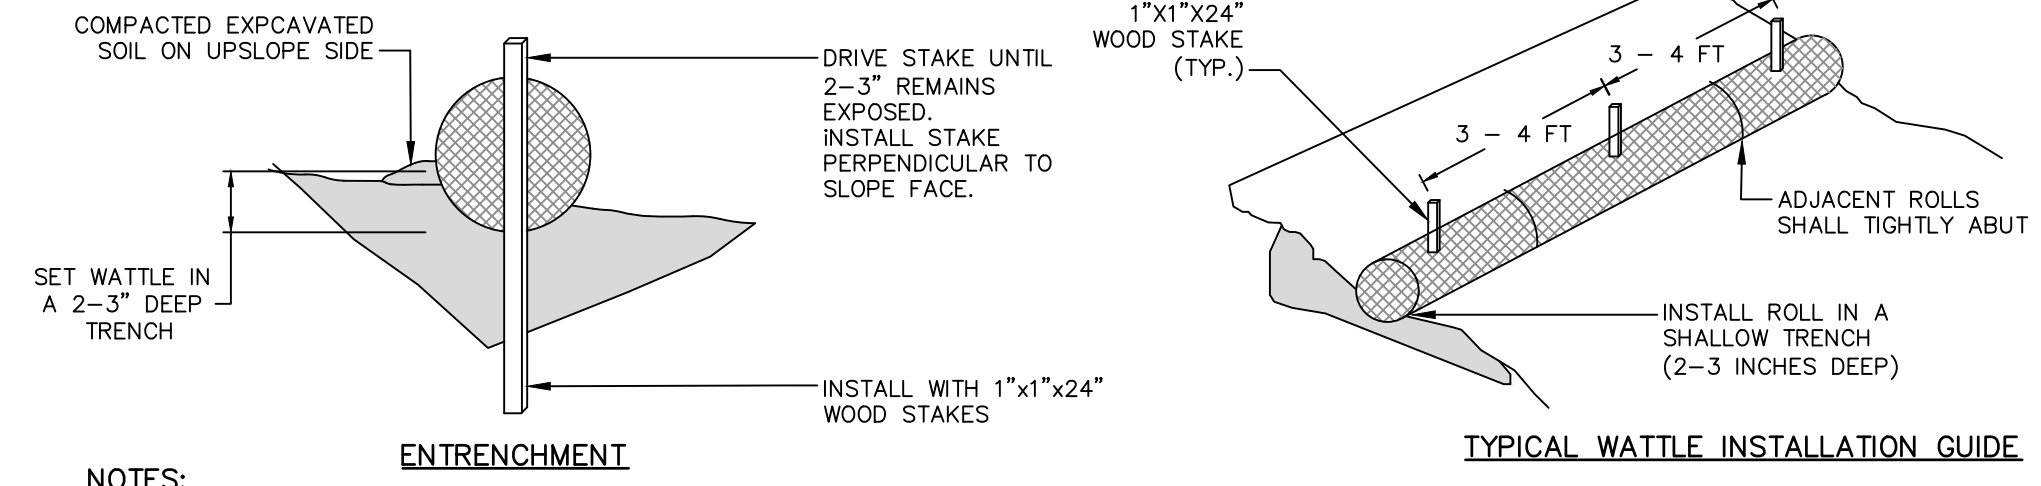 COMPACTED EXPCAVATED
SOIL ON UPSLOPE SIDE
DRIVE STAKE UNTIL
2-3" REMAINS
EXPOSED.
iNSTALL STAKE
PERPENDICULAR TO
SLOPE FACE.
SET WATTLE IN
A 2-3" DEEP
TRENCH
INSTALL WITH 1"x1"x24"
WOOD STAKES
ENTRENCHMENT
NOTES:
1"X1"X24"
WOOD STAKE
(TYP.)
3 - 4 FT
3 - 4 FT
ADJACENT ROLLS
SHALL TIGHTLY ABUT
INSTALL ROLL IN A
SHALLOW TRENCH
(2-3 INCHES DEEP)
TYPICAL WATTLE INSTALLATION GUIDE